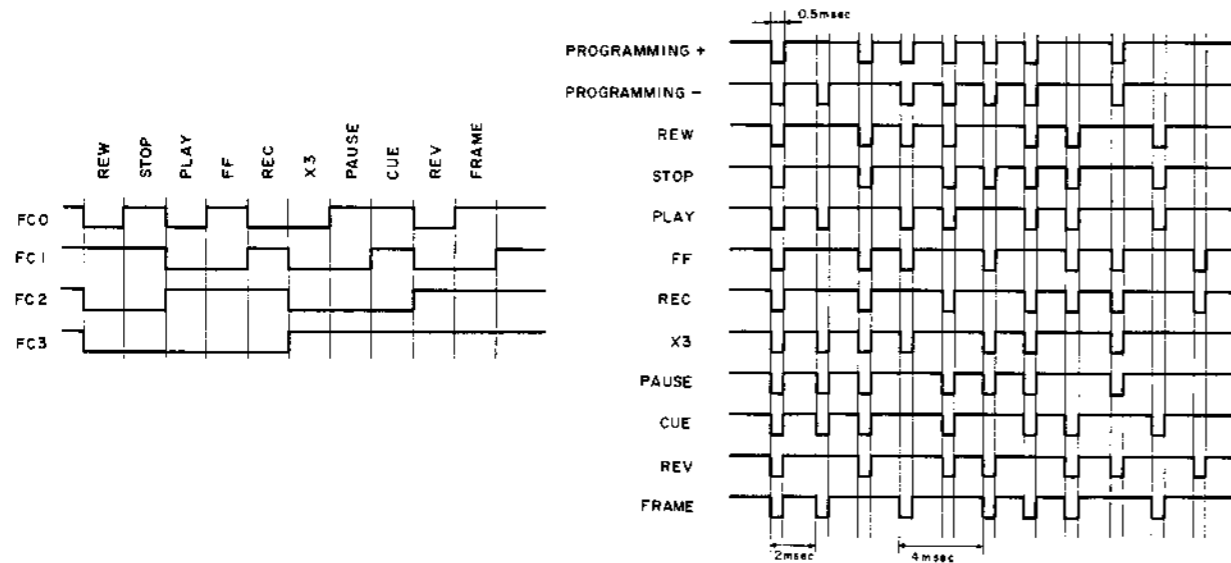 REW STOP PLAY FF REC X3 PAUSE CUE REV FRAME
FC0
FC1
FC2
FC3
0.5msec
PROGRAMMING +
PROGRAMMING -
REW
STOP
PLAY
FF
REC
X3
PAUSE
CUE
REV
FRAME
2msec
4msec